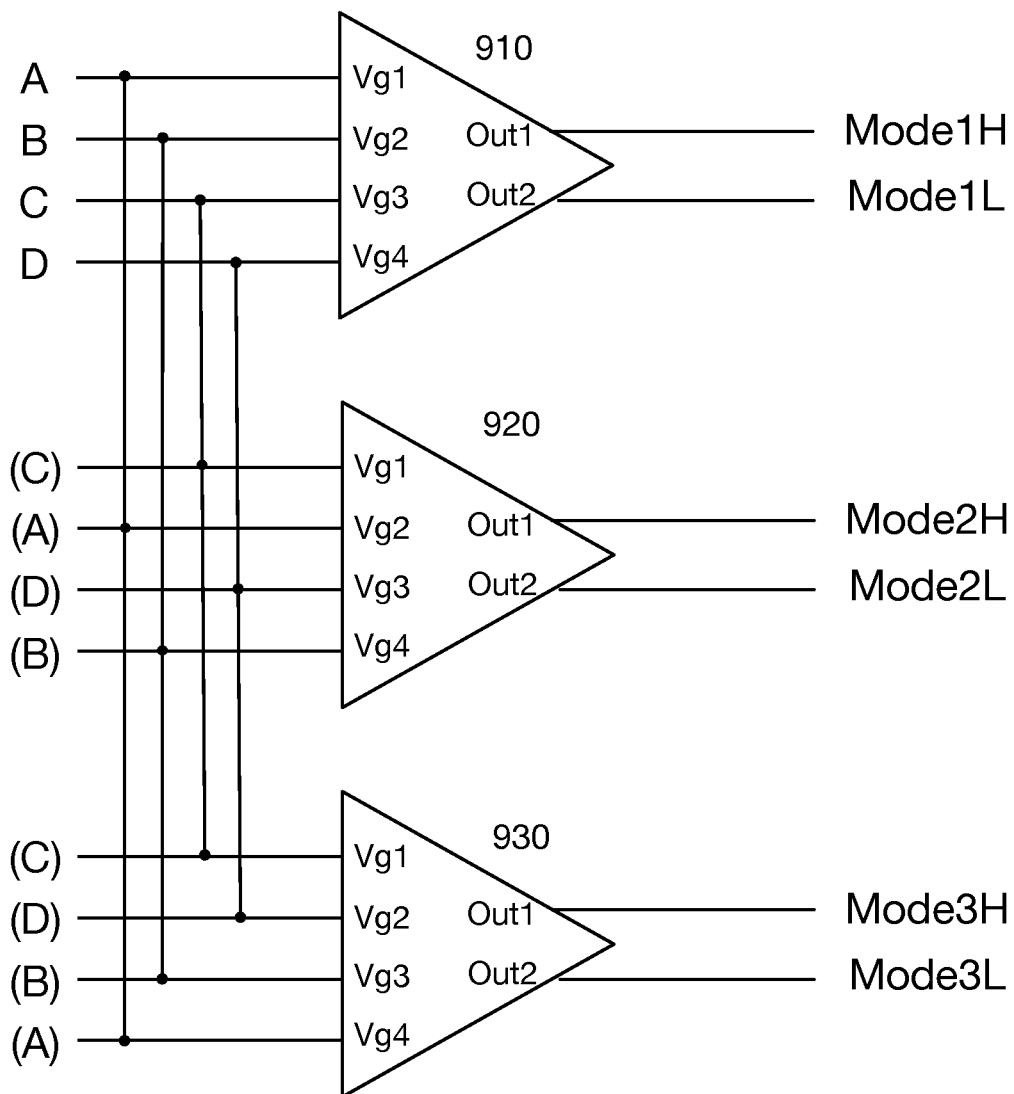 910
A Vg1
B Vg2 Out1 Mode1H
C Vg3 Out2 Mode1L
D Vg4
920
(C) Vg1
(A) Vg2 Out1 Mode2H
(D) Vg3 Out2 Mode2L
(B) Vg4
930
(C) Vg1
(D) Vg2 Out1 Mode3H
(B) Vg3 Out2 Mode3L
(A) Vg4